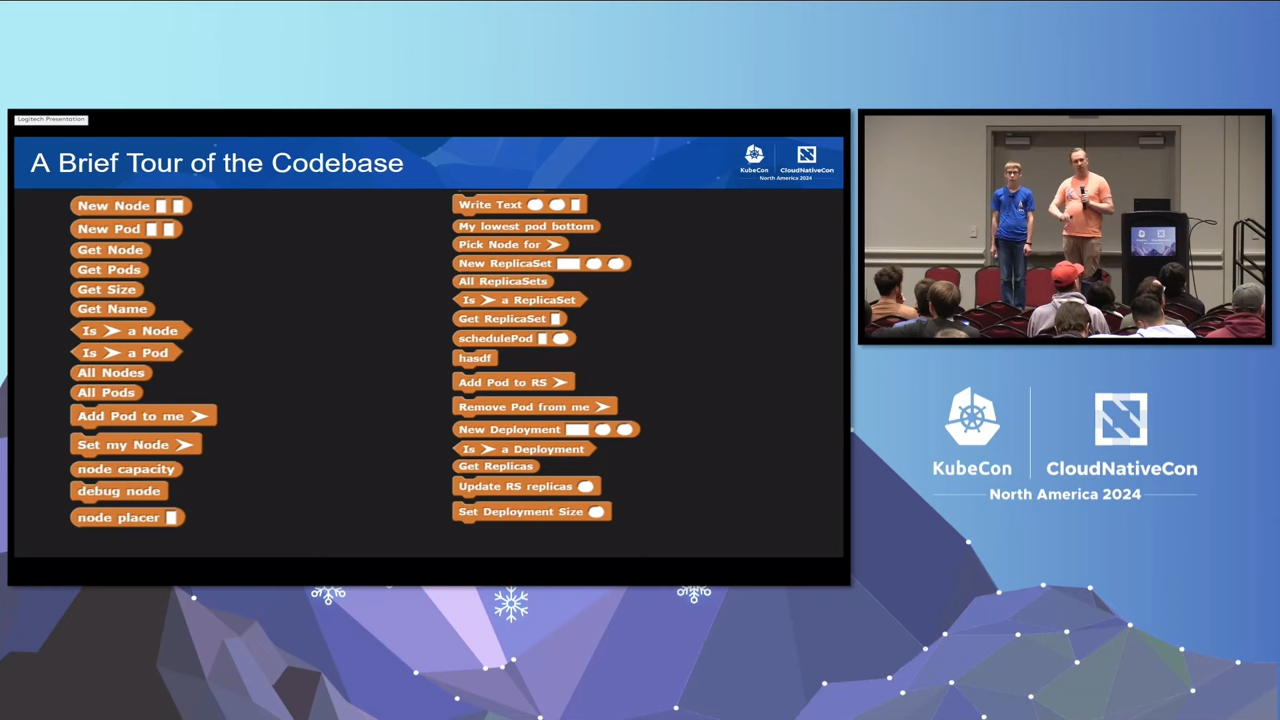 Logitech Presentation
A Brief Tour of the Codebase
KubeCon
CloudNativeCon
North America 2024
New Node
New Pod
Get Node
Get Pods
Get Size
Get Name
Is a Node
Is a Pod
All Nodes
All Pods
Add Pod to me
Set my Node
node capacity
debug node
node placer
Write Text
My lowest pod bottom
Pick Node for
New ReplicaSet
All ReplicaSets
Is a ReplicaSet
Get ReplicaSet
schedulePod
hasdf
Add Pod to RS
Remove Pod from me
New Deployment
Is a Deployment
Get Replicas
Update RS replicas
Set Deployment Size
KubeCon
CloudNativeCon
North America 2024